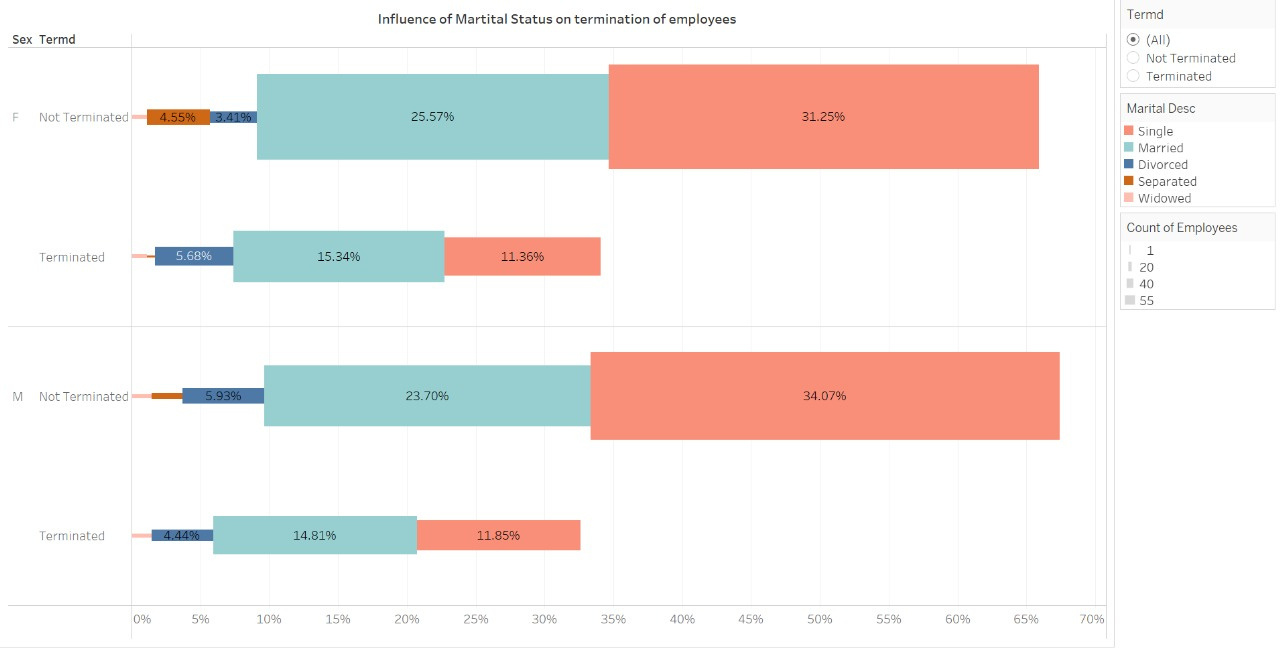 Influence of Martital Status on termination of employees
Sex Termd
F Not Terminated 4.55% 3.41% 25.57% 31.25%
Terminated 5.68% 15.34% 11.36%
M Not Terminated 5.93% 23.70% 34.07%
Terminated 4.44% 14.81% 11.85%
0% 5% 10% 15% 20% 25% 30% 35% 40% 45% 50% 55% 60% 65% 70%
Termd
(All)
Not Terminated
Terminated
Marital Desc
Single
Married
Divorced
Separated
Widowed
Count of Employees
1
20
40
55